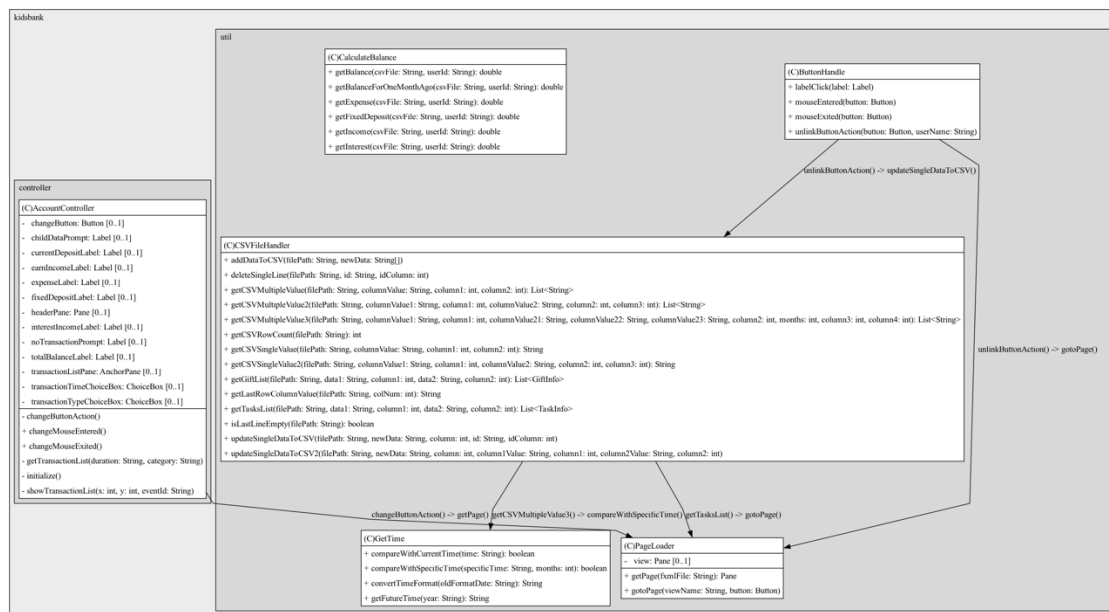 kidsbank
util
(C)CalculateBalance
+ getBalance(csvFile: String, userId: String): double
+ getBalanceForOneMonthAgo(csvFile: String, userId: String): double
+ getExpense(csvFile: String, userId: String): double
+ getFixedDeposit(csvFile: String, userId: String): double
+ getIncome(csvFile: String, userId: String): double
+ getInterest(csvFile: String, userId: String): double
(C)ButtonHandle
+ labelClick(label: Label)
+ mouseEntered(button: Button)
+ mouseExited(button: Button)
+ unlinkButtonAction(button: Button, userName: String)
unlinkButtonAction() -> updateSingleDataToCSV()
controller
(C)AccountController
- changeButton: Button [0..1]
- childDataPrompt: Label [0..1]
- currentDepositLabel: Label [0..1]
- earnIncomeLabel: Label [0..1]
- expenseLabel: Label [0..1]
- fixedDepositLabel: Label [0..1]
- headerPane: Pane [0..1]
- interestIncomeLabel: Label [0..1]
- noTransactionPrompt: Label [0..1]
- totalBalanceLabel: Label [0..1]
- transactionListPane: AnchorPane [0..1]
- transactionTimeChoiceBox: ChoiceBox [0..1]
- transactionTypeChoiceBox: ChoiceBox [0..1]
- changeButtonAction()
+ changeMouseEntered()
+ changeMouseExited()
- getTransactionList(duration: String, category: String)
- initialize()
- showTransactionList(x: int, y: int, eventId: String)
(C)CSVFileHandler
+ addDataToCSV(filePath: String, newData: String[])
+ deleteSingleLine(filePath: String, id: String, idColumn: int)
+ getCSVMultipleValue(filePath: String, columnValue: String, column1: int, column2: int): List<String>
+ getCSVMultipleValue2(filePath: String, columnValue1: String, column1: int, columnValue2: String, column2: int, column3: int): List<String>
+ getCSVMultipleValue3(filePath: String, columnValue1: String, column1: int, columnValue21: String, columnValue22: String, columnValue23: String, column2: int, months: int, column3: int, column4: int): List<String>
+ getCSVRowCount(filePath: String): int
+ getCSVSingleValue(filePath: String, columnValue: String, column1: int, column2: int): String
+ getCSVSingleValue2(filePath: String, columnValue1: String, column1: int, columnValue2: String, column2: int, column3: int): String
+ getGiftList(filePath: String, data1: String, column1: int, data2: String, column2: int): List<GiftInfo>
+ getLastRowColumnValue(filePath: String, colNum: int): String
+ getTasksList(filePath: String, data1: String, column1: int, data2: String, column2: int): List<TaskInfo>
+ isLastLineEmpty(filePath: String): boolean
+ updateSingleDataToCSV(filePath: String, newData: String, column: int, id: String, idColumn: int)
+ updateSingleDataToCSV2(filePath: String, newData: String, column: int, column1Value: String, column1: int, column2Value: String, column2: int)
unlinkButtonAction() -> gotoPage()
changeButtonAction() -> getPage()
getCSVMultipleValue3() -> compareWithSpecificTime()
getTasksList() -> gotoPage()
(C)GetTime
+ compareWithCurrentTime(time: String): boolean
+ compareWithSpecificTime(specificTime: String, months: int): boolean
+ convertTimeFormat(oldFormatDate: String): String
+ getFutureTime(year: String): String
(C)PageLoader
- view: Pane [0..1]
+ getPage(fxmlFile: String): Pane
+ gotoPage(viewName: String, button: Button)